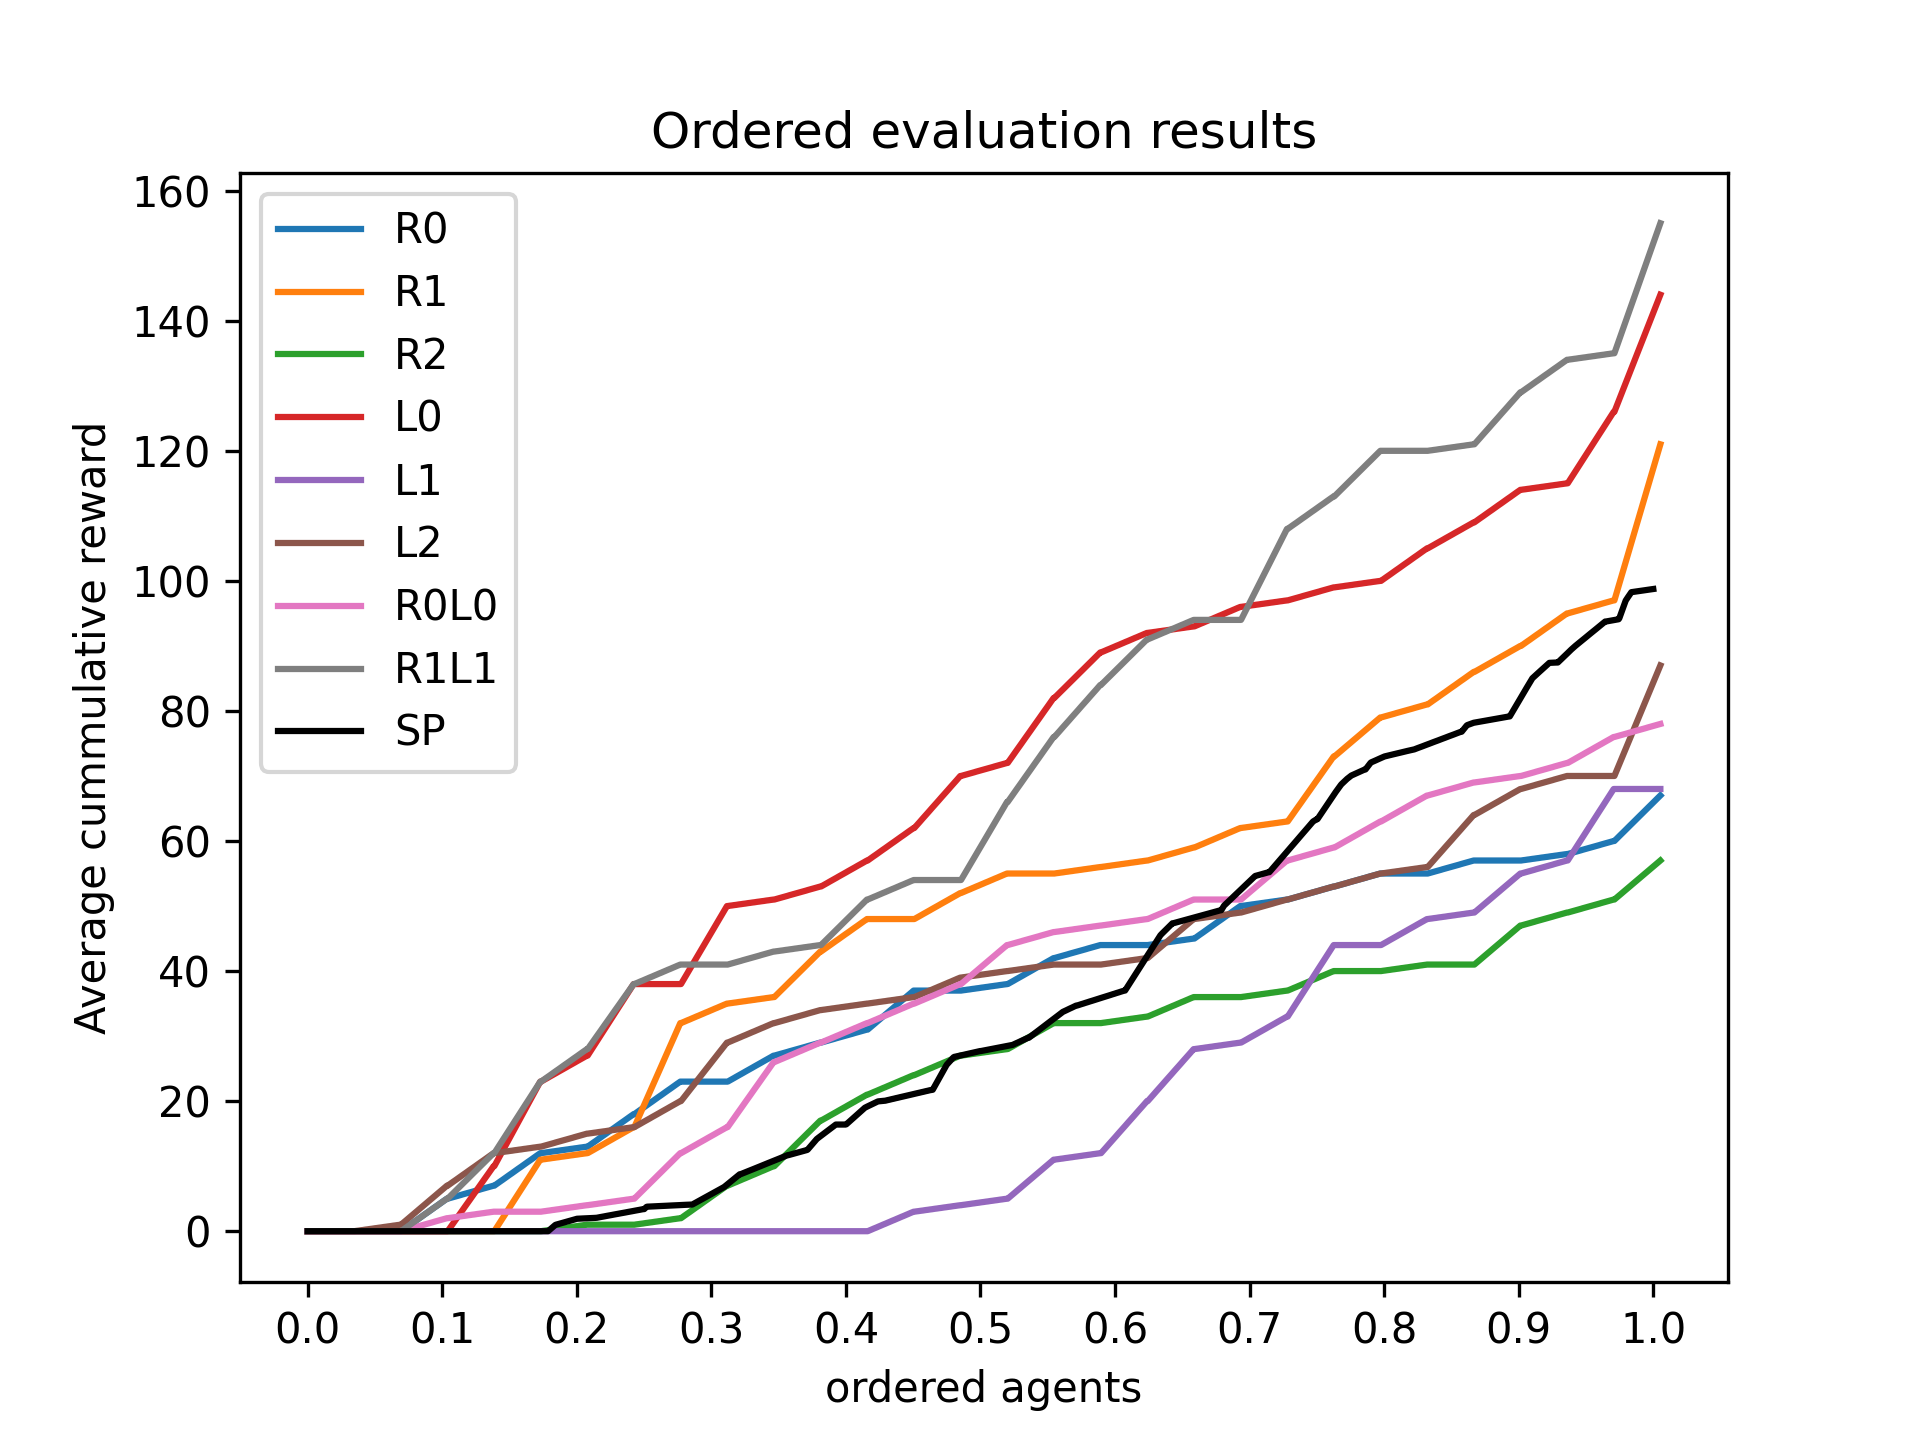 Ordered evaluation results
Average cummulative reward
160
140
120
100
80
60
40
20
0
R0
R1
R2
L0
L1
L2
R0L0
R1L1
SP
0.0 0.1 0.2 0.3 0.4 0.5 0.6 0.7 0.8 0.9 1.0
ordered agents